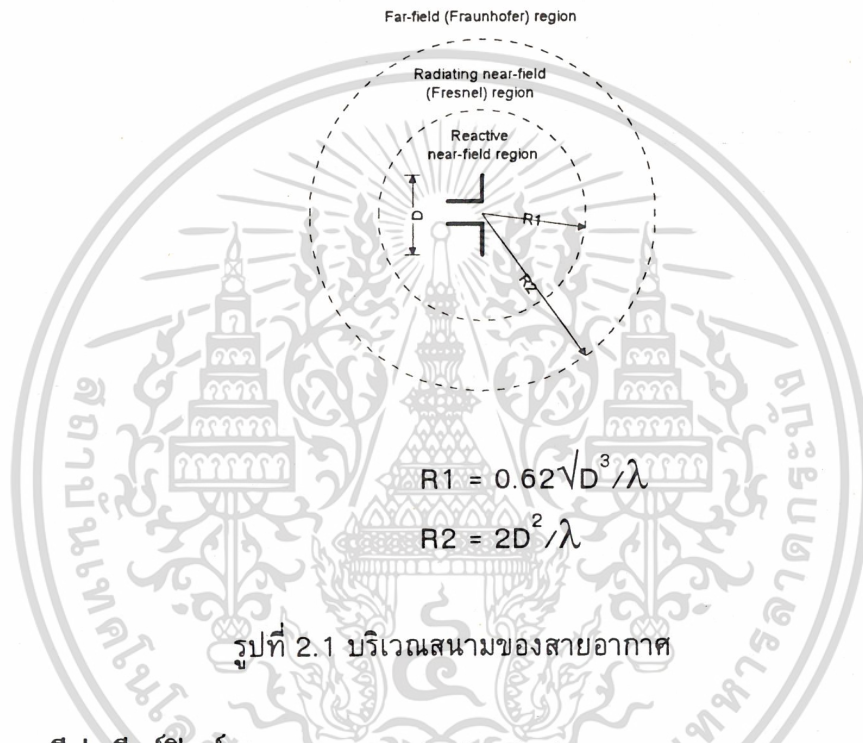 Far-field (Fraunhofer) region
Radiating near-field
(Fresnel) region
Reactive
near-field region
D
R1
R2
R1 = 0.62√D³/λ
R2 = 2D²/λ
รูปที่ 2.1 บริเวณสนามของสายอากาศ